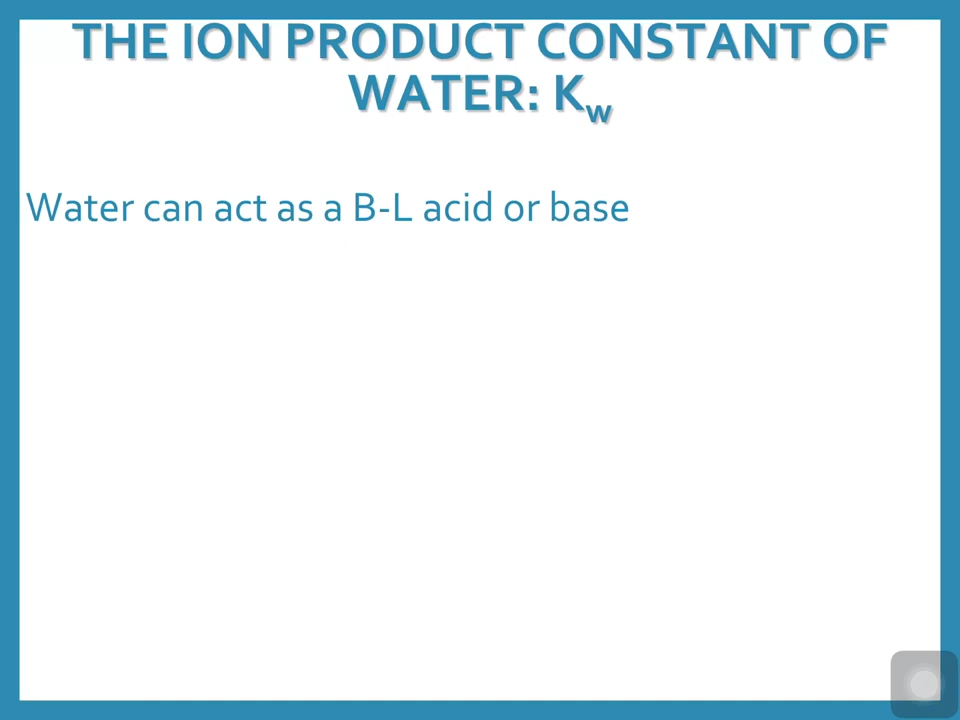 THE ION PRODUCT CONSTANT OF
WATER: Kw
Water can act as a B-L acid or base